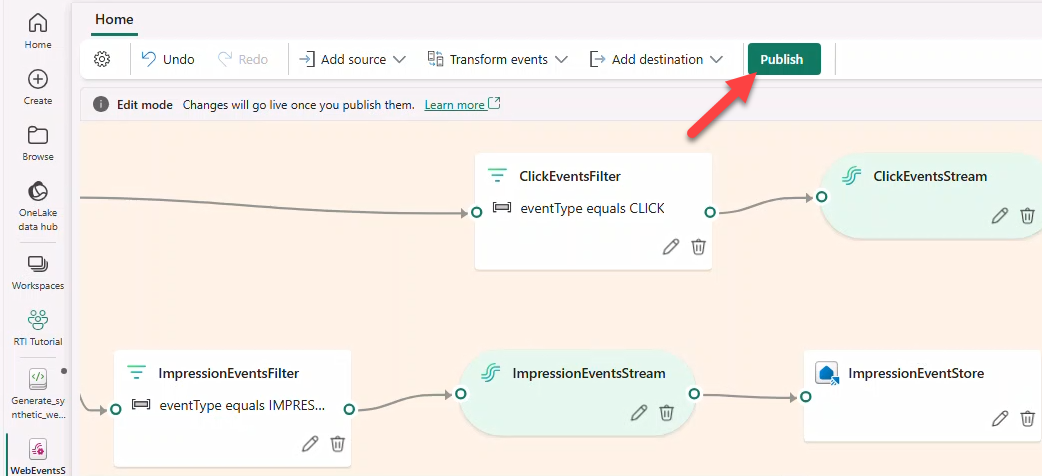 Home
Create
Browse
OneLake
data hub
Workspaces
RTI Tutorial
Generate_sy
nthetic_we...
WebEventsS
Home
Undo
Redo
Add source
Transform events
Add destination
Publish
Edit mode Changes will go live once you publish them. Learn more
ClickEventsFilter
eventType equals CLICK
ClickEventsStream
ImpressionEventsFilter
eventType equals IMPRES...
ImpressionEventsStream
ImpressionEventStore